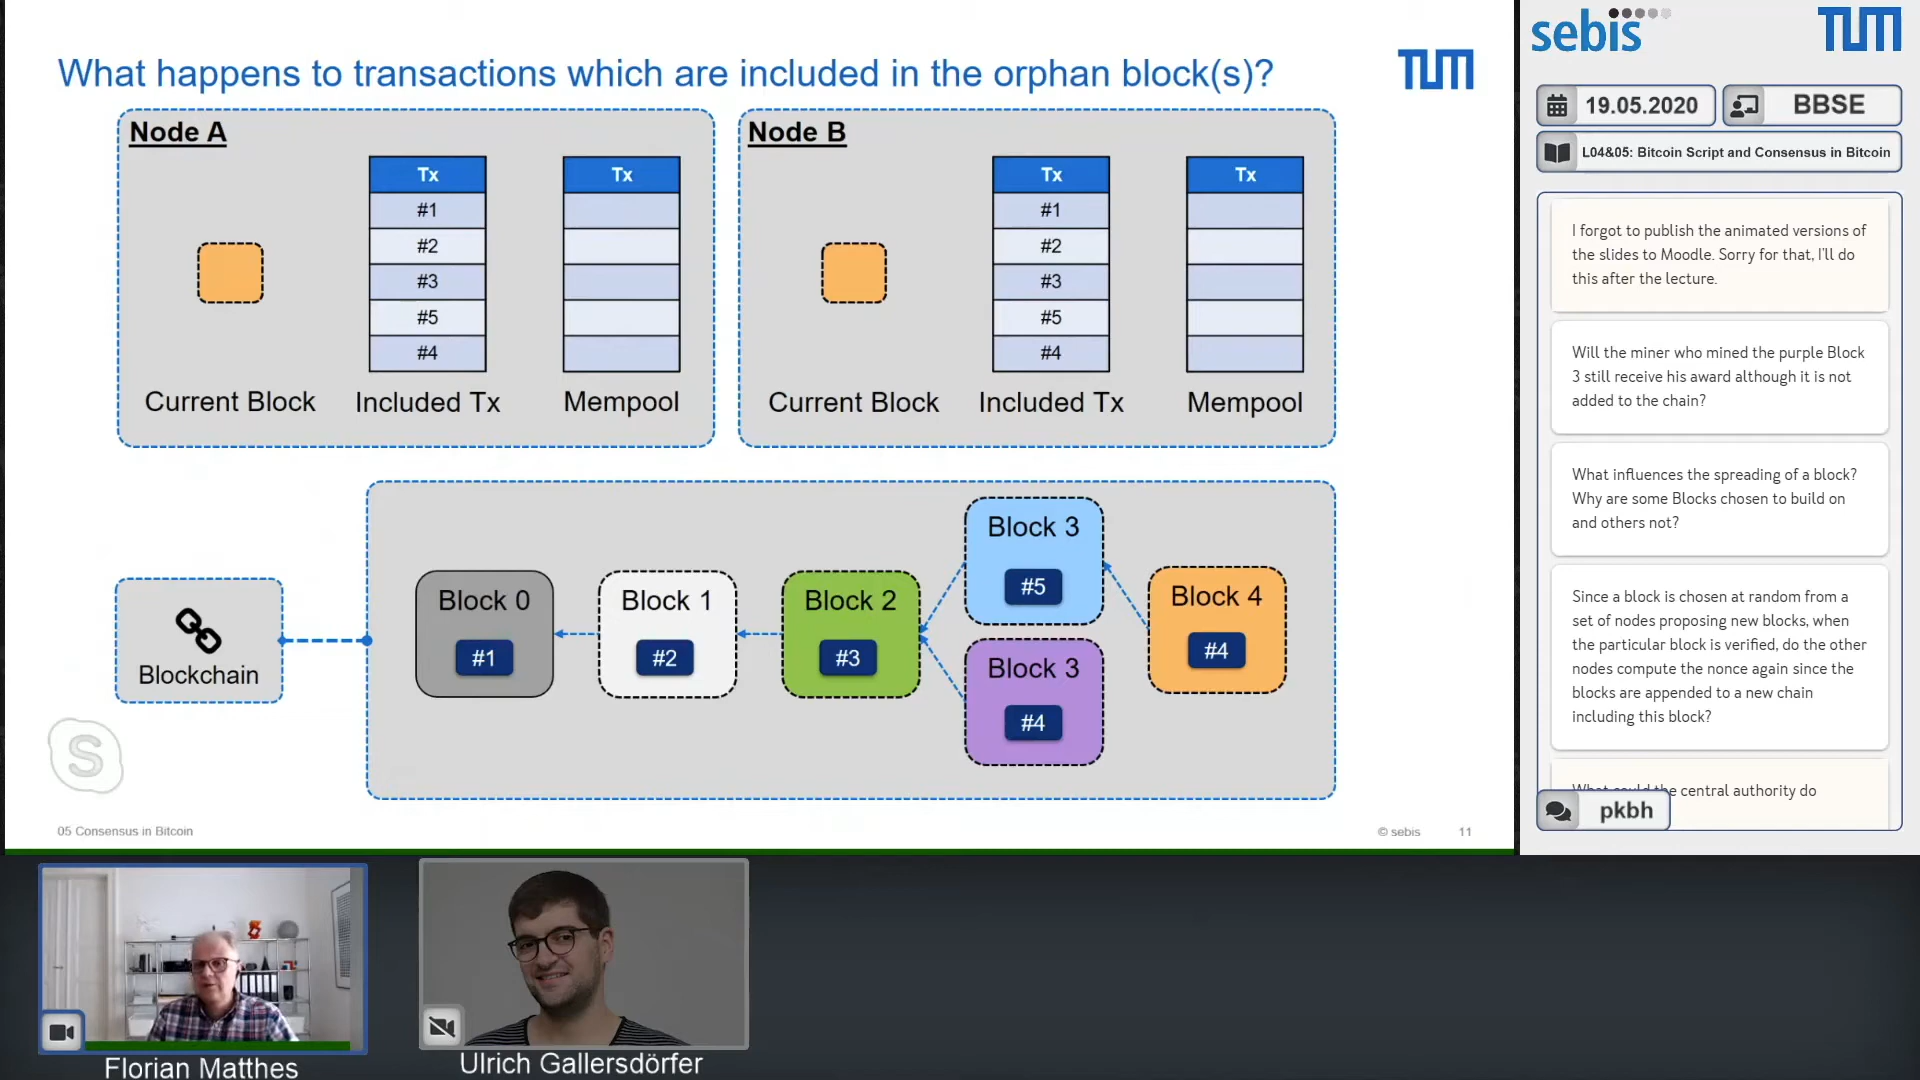 What happens to transactions which are included in the orphan block(s)?
TUM
Node A
Tx
#1
#2
#3
#5
#4
Tx
Current Block
Included Tx
Mempool
Node B
Tx
#1
#2
#3
#5
#4
Tx
Current Block
Included Tx
Mempool
Blockchain
Block 0
#1
Block 1
#2
Block 2
#3
Block 3
#5
Block 3
#4
Block 4
#4
S
05 Consensus in Bitcoin
© sebis
11
sebis
TUM
19.05.2020
BBSE
L04&05: Bitcoin Script and Consensus in Bitcoin
I forgot to publish the animated versions of
the slides to Moodle. Sorry for that, I'll do
this after the lecture.
Will the miner who mined the purple Block
3 still receive his award although it is not
added to the chain?
What influences the spreading of a block?
Why are some Blocks chosen to build on
and others not?
Since a block is chosen at random from a
set of nodes proposing new blocks, when
the particular block is verified, do the other
nodes compute the nonce again since the
blocks are appended to a new chain
including this block?
What could the central authority do
pkbh
Florian Matthes
Ulrich Gallersdörfer